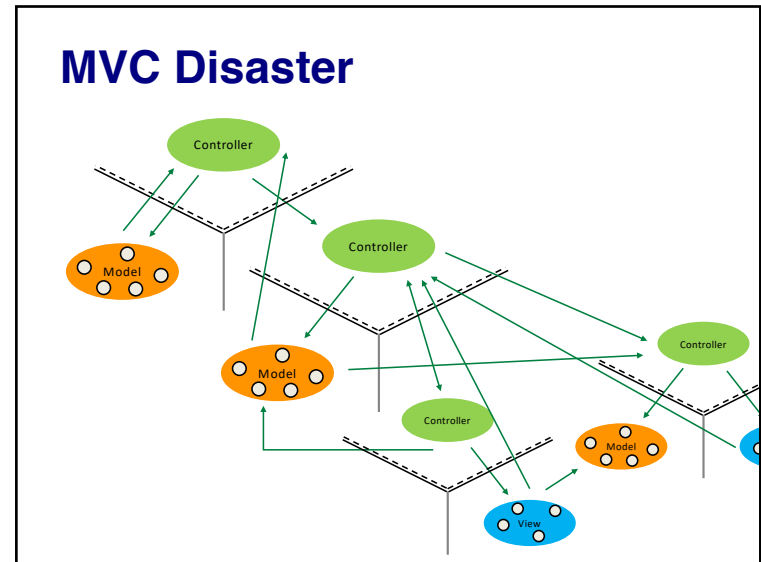 MVC Disaster
Controller
Controller
Model
Controller
Model
Controller
Model
View